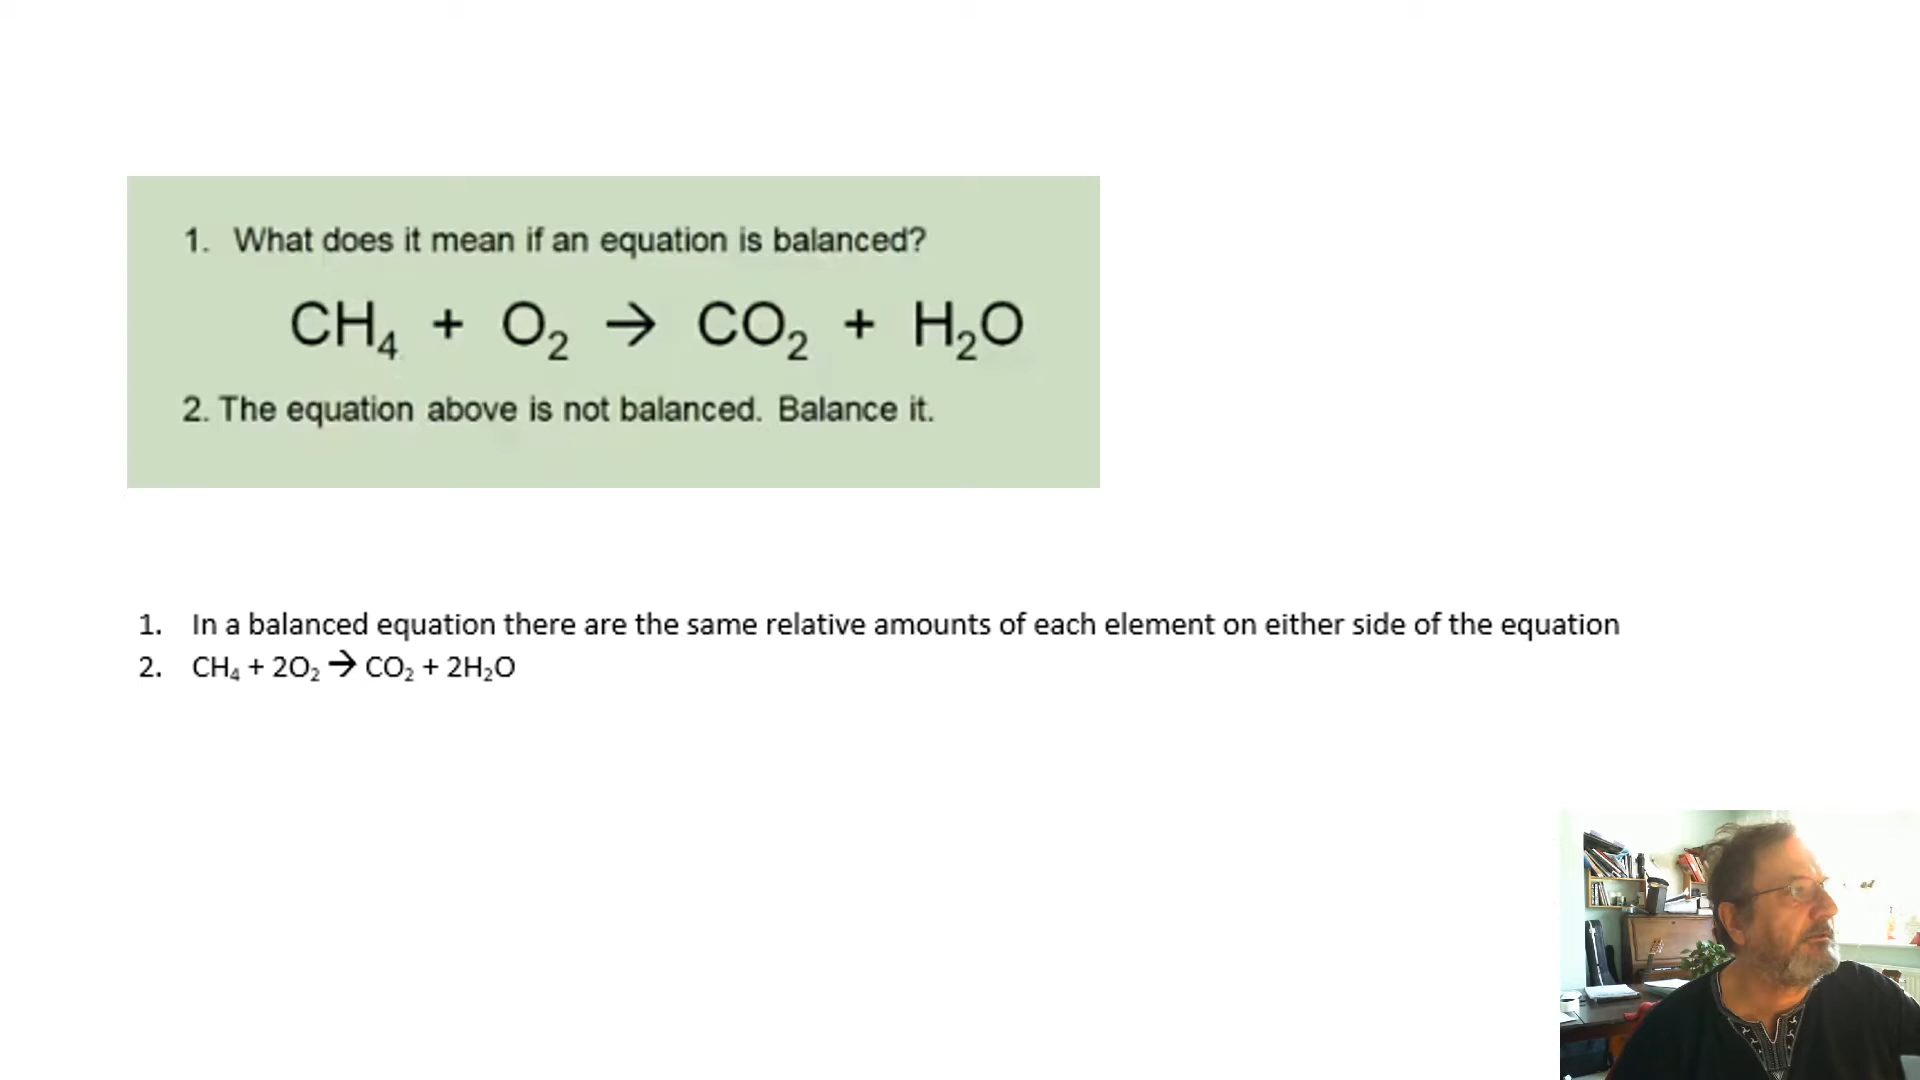 1. What does it mean if an equation is balanced?
CH₄ + O₂ → CO₂ + H₂O
2. The equation above is not balanced. Balance it.
1. In a balanced equation there are the same relative amounts of each element on either side of the equation
2. CH₄ + 2O₂ → CO₂ + 2H₂O